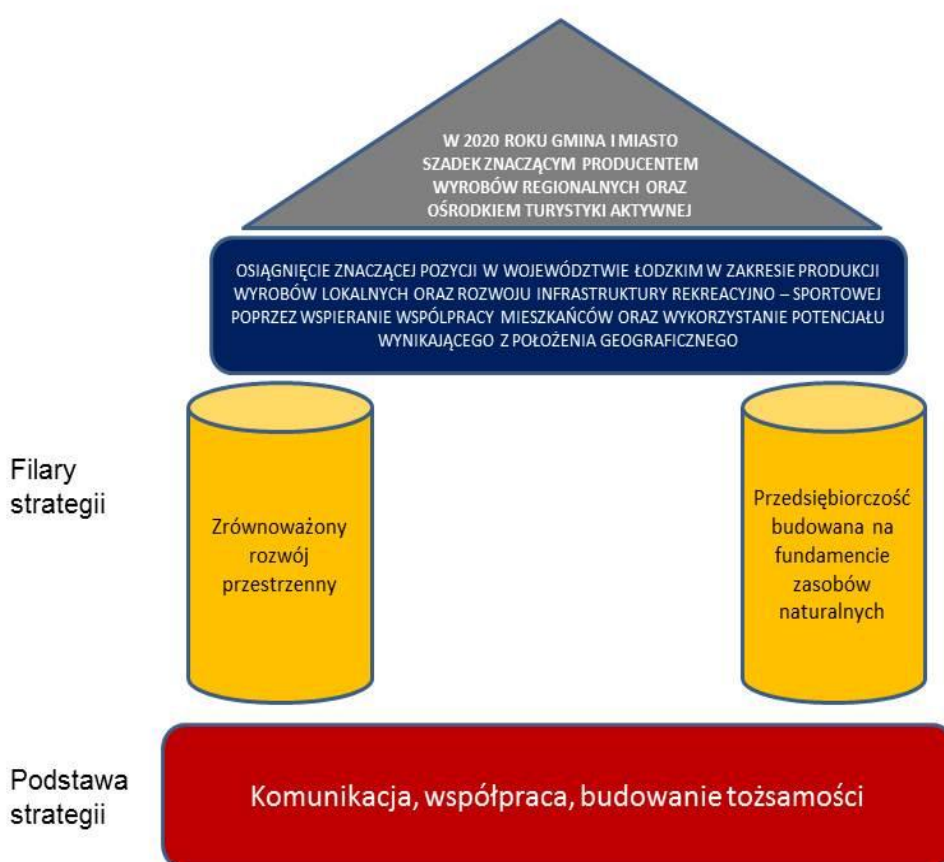 W 2020 ROKU GMINA I MIASTO
SZADEK ZNACZĄCYM PRODUCENTEM
WYROBÓW REGIONALNYCH ORAZ
OŚRODKIEM TURYSTYKI AKTYWNEJ
OSIĄGNIĘCIE ZNACZĄCEJ POZYCJI W WOJEWÓDZTWIE ŁODZKIM W ZAKRESIE PRODUKCJI
WYROBÓW LOKALNYCH ORAZ ROZWOJU INFRASTRUKTURY REKREACYJNO – SPORTOWEJ
POPRZEZ WSPIERANIE WSPÓLPRACY MIESZKAŃCÓW ORAZ WYKORZYSTANIE POTENCJAŁU
WYNIKAJĄCEGO Z POŁOŻENIA GEOGRAFICZNEGO
Filary
strategii
Zrównoważony
rozwój
przestrzenny
Przedsiębiorczość
budowana na
fundamencie
zasobów
naturalnych
Podstawa
strategii
Komunikacja, współpraca, budowanie tożsamości